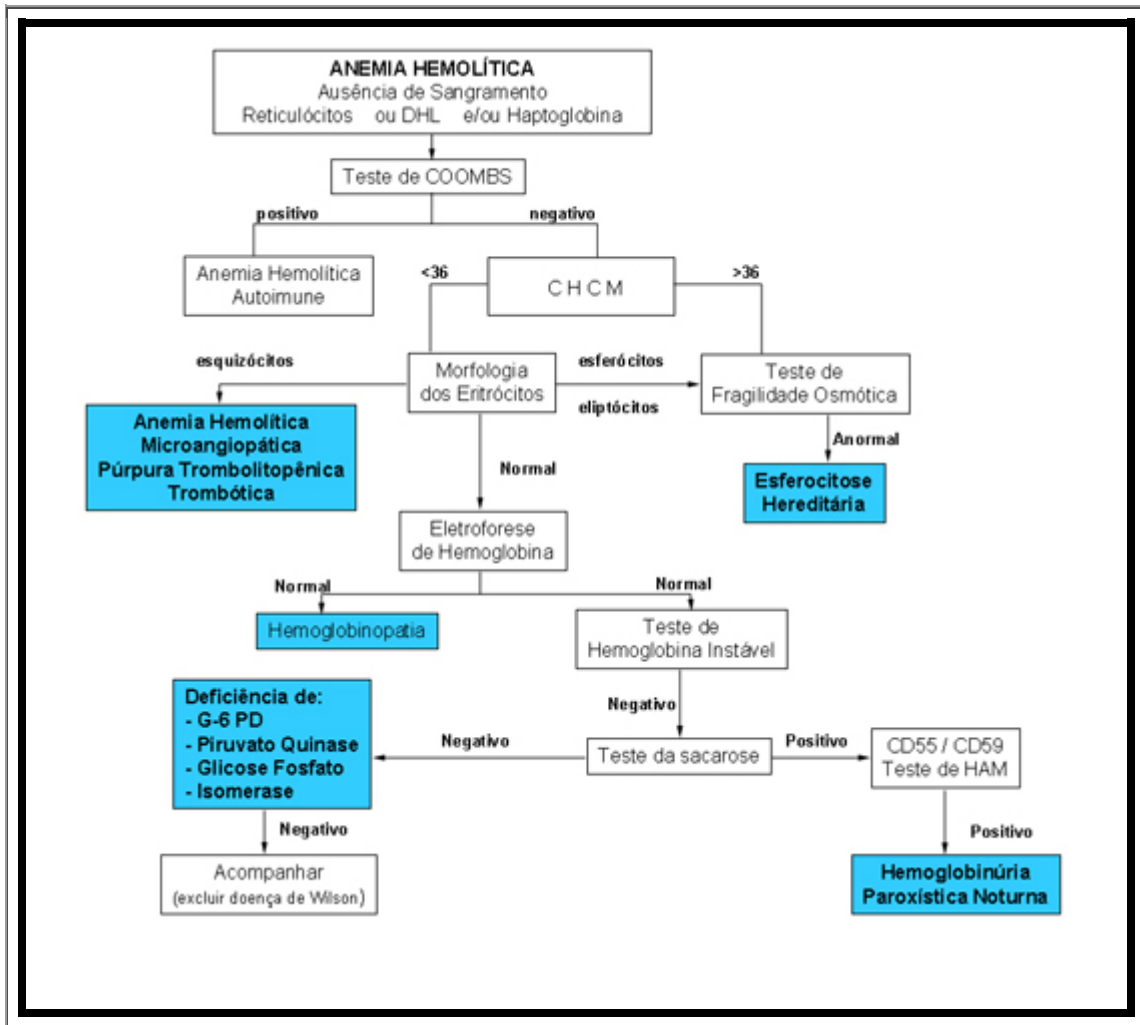 ANEMIA HEMOLÍTICA
Ausência de Sangramento
Reticulócitos ou DHL e/ou Haptoglobina
Teste de COOMBS
positivo
negativo
Anemia Hemolítica
Autoimune
<36
C H C M
>36
esquizócitos
Morfologia
dos Eritrócitos
esferócitos
eliptócitos
Teste de
Fragilidade Osmótica
Anemia Hemolítica
Microangiopática
Púrpura Trombolitopênica
Trombótica
Normal
Anormal
Esferocitose
Hereditária
Eletroforese
de Hemoglobina
Normal
Normal
Hemoglobinopatia
Teste de
Hemoglobina Instável
Deficiência de:
- G-6 PD
- Piruvato Quinase
- Glicose Fosfato
- Isomerase
Negativo
Negativo
Teste da sacarose
Positivo
CD55 / CD59
Teste de HAM
Negativo
Positivo
Acompanhar
(excluir doença de Wilson)
Hemoglobinúria
Paroxística Noturna